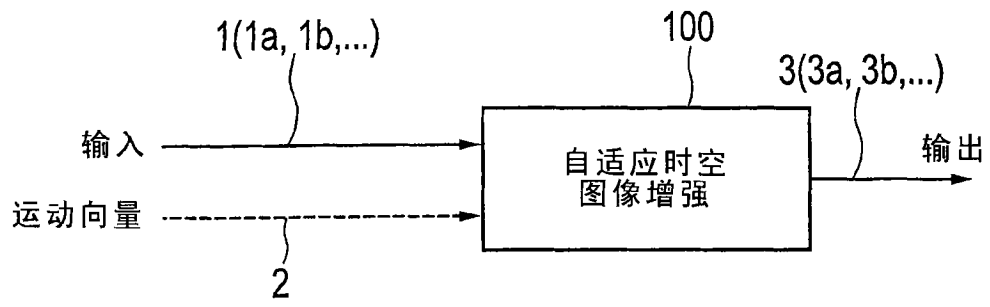 1(1a, 1b,...)
100
3(3a, 3b,...)
输入
自适应时空
图像增强
输出
运动向量
2